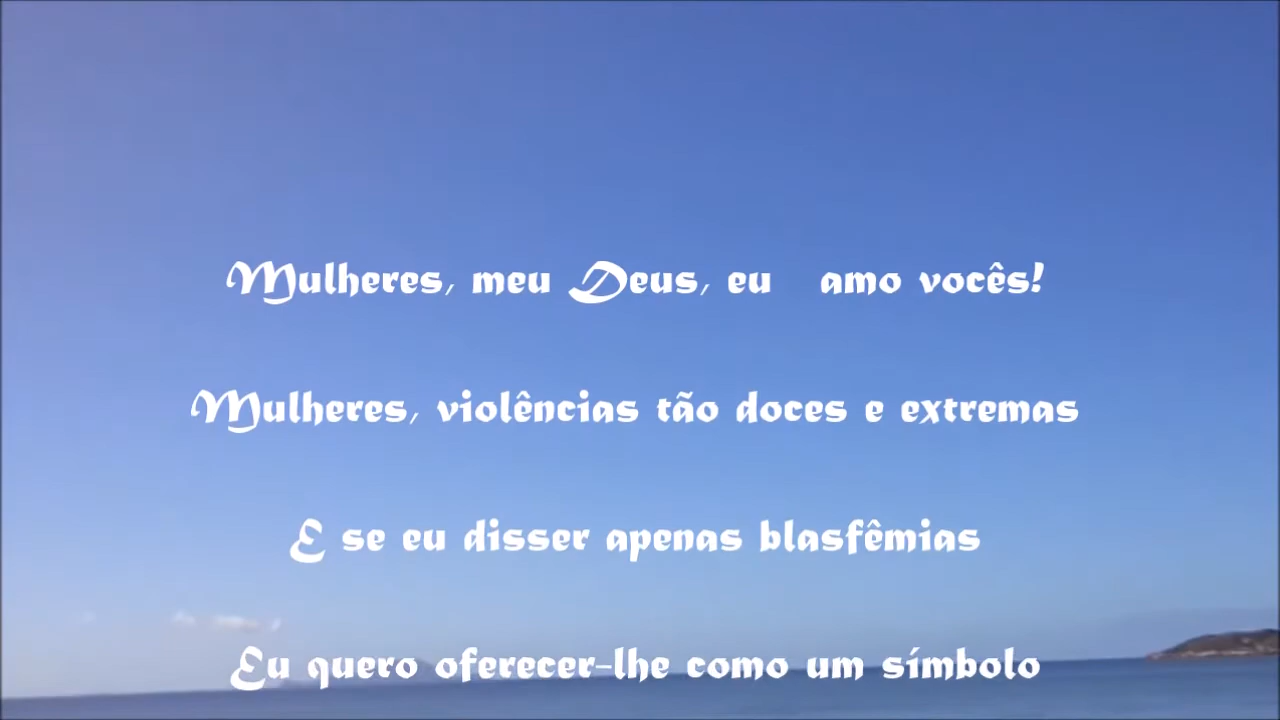 Mulheres, meu Deus, eu amo vocês!
Mulheres, violências tão doces e extremas
E se eu disser apenas blasfêmias
Eu quero oferecer-lhe como um símbolo